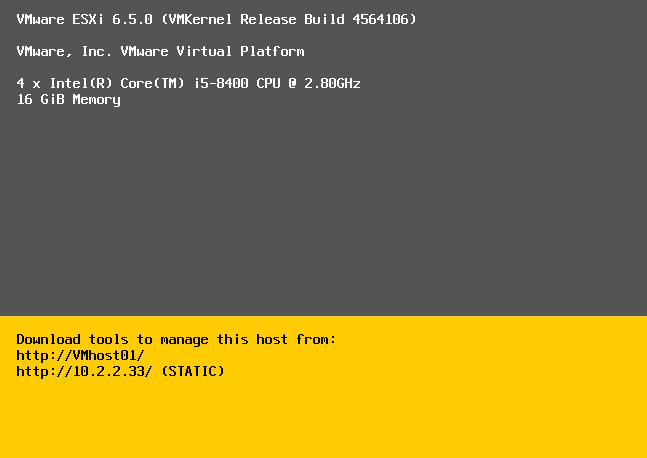 VMware ESXi 6.5.0 (VMKernel Release Build 4564106)
VMware, Inc. VMware Virtual Platform
4 x Intel(R) Core(TM) i5-8400 CPU @ 2.80GHz
16 GiB Memory
Download tools to manage this host from:
http://VMhost01/
http://10.2.2.33/ (STATIC)